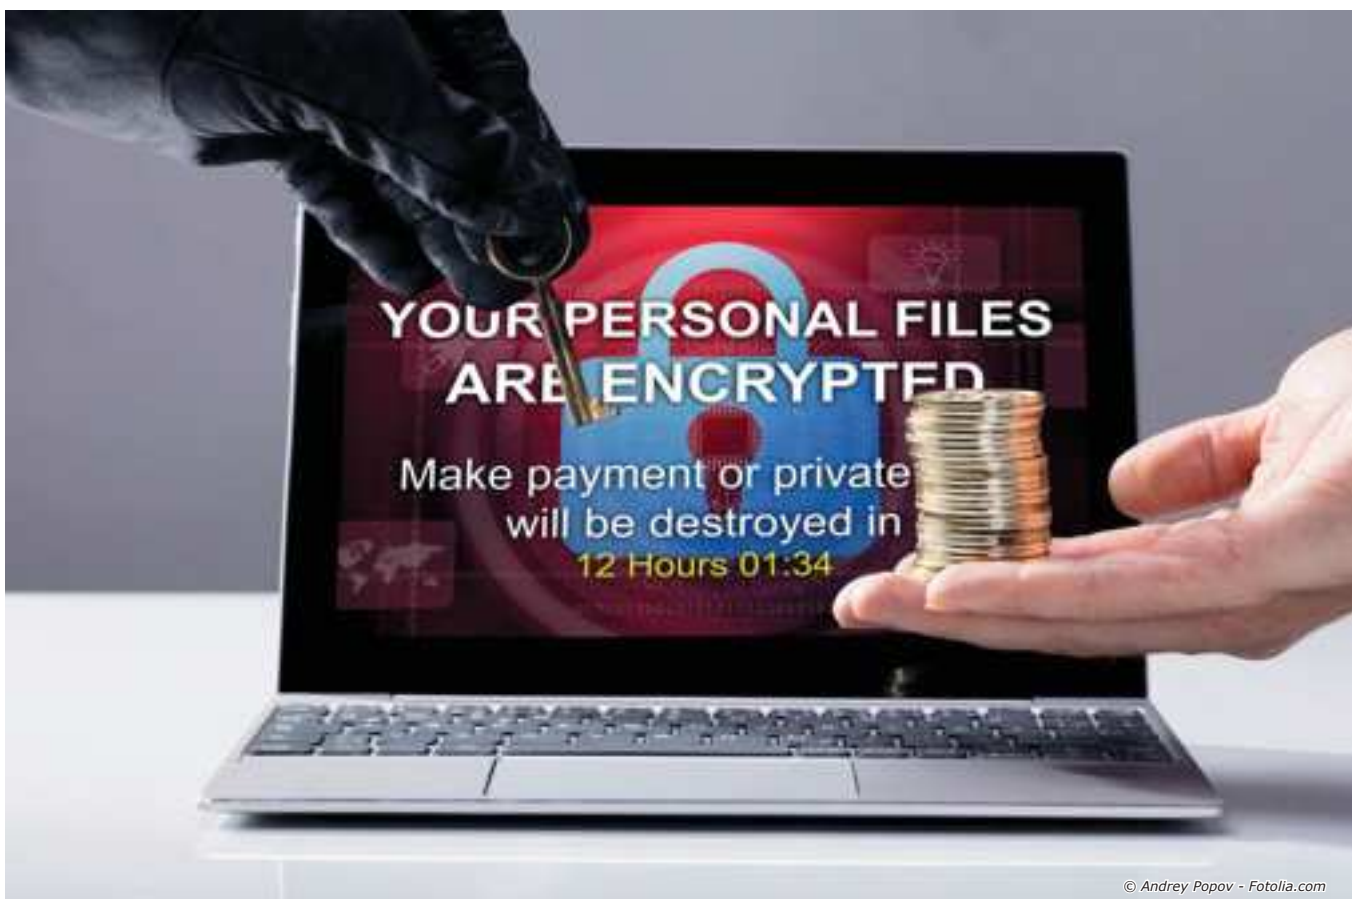 YOUR PERSONAL FILES
ARE ENCRYPTED
Make payment or private
will be destroyed in
12 Hours 01:34
© Andrey Popov - Fotolia.com